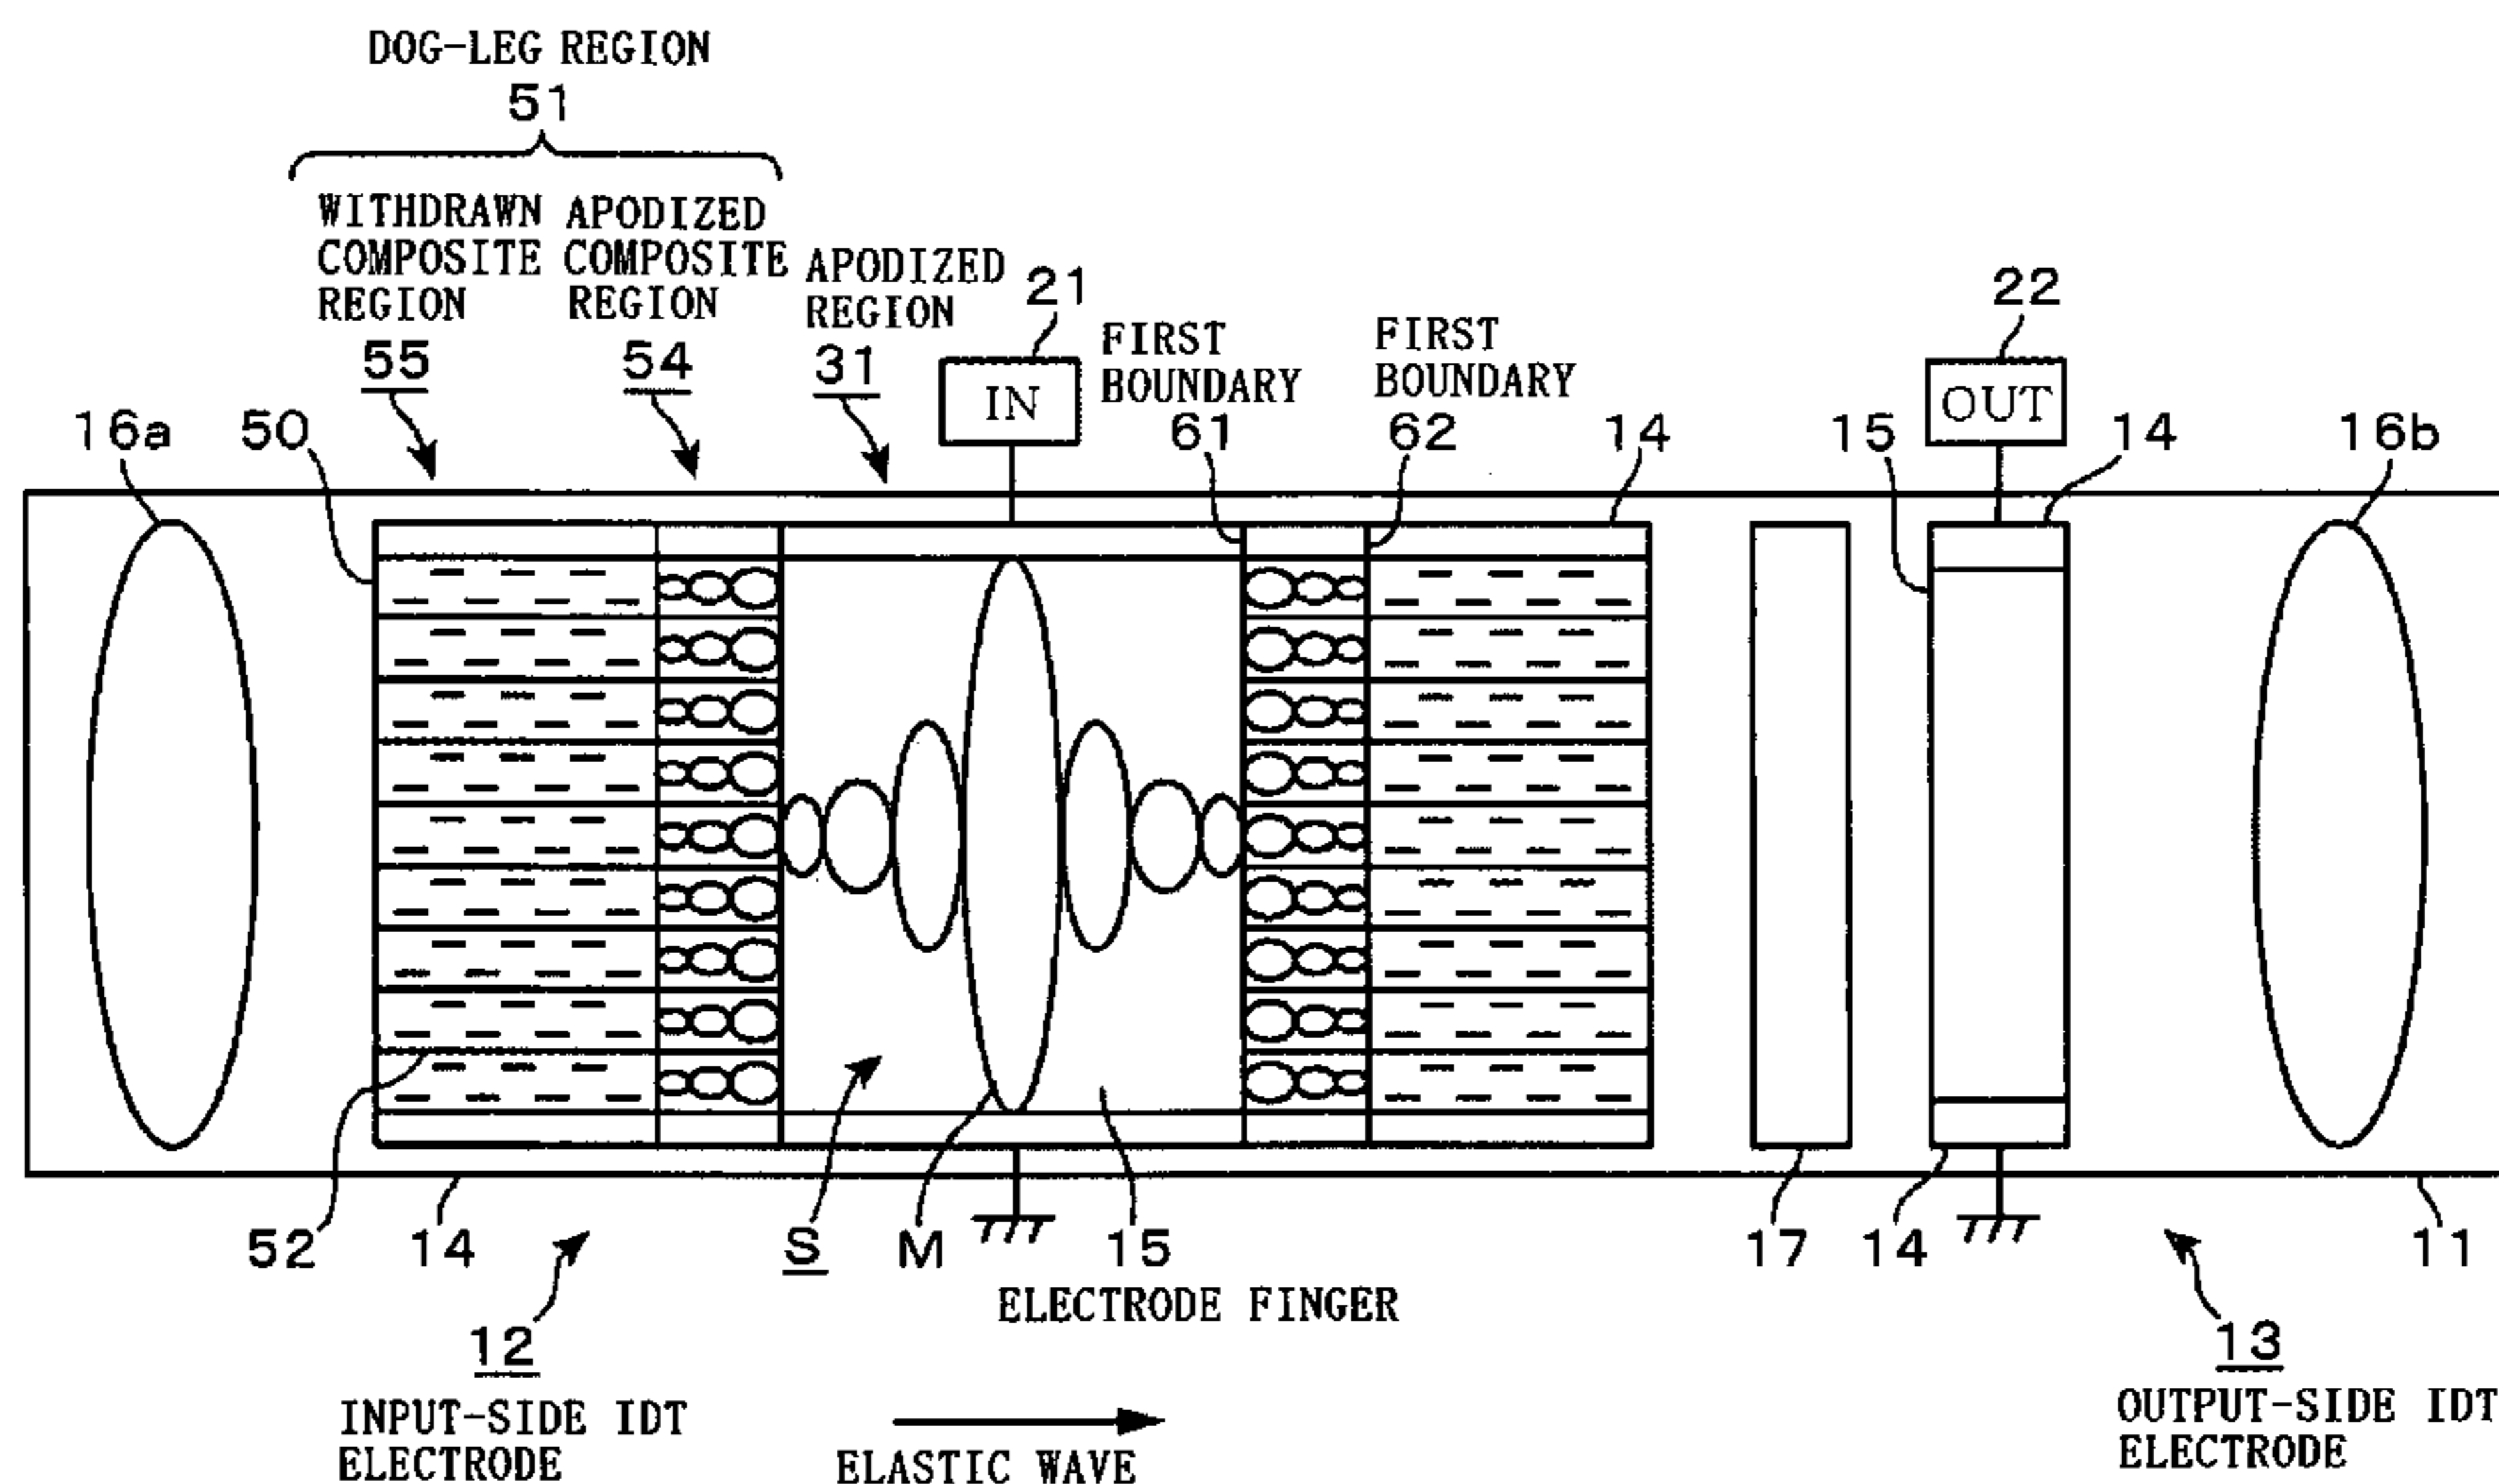 DOG-LEG REGION
51
WITHDRAWN
COMPOSITE
REGION
55
APODIZED
COMPOSITE
REGION
54
APODIZED
REGION
31
21
IN
FIRST
BOUNDARY
61
FIRST
BOUNDARY
62
14
22
OUT
15
14
16b
16a
50
52
14
S
M
15
ELECTRODE FINGER
17
14
11
12
INPUT-SIDE IDT
ELECTRODE
ELASTIC WAVE
13
OUTPUT-SIDE IDT
ELECTRODE